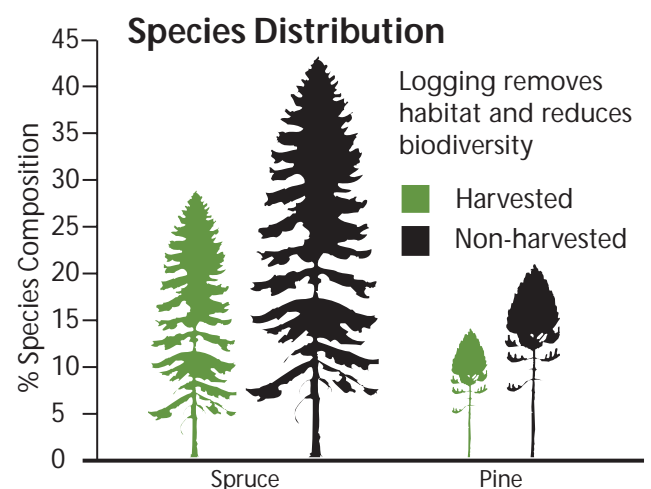 Species Distribution
Logging removes
habitat and reduces
biodiversity
Harvested
Non-harvested
% Species Composition
45
40
35
30
25
20
15
10
5
0
Spruce
Pine